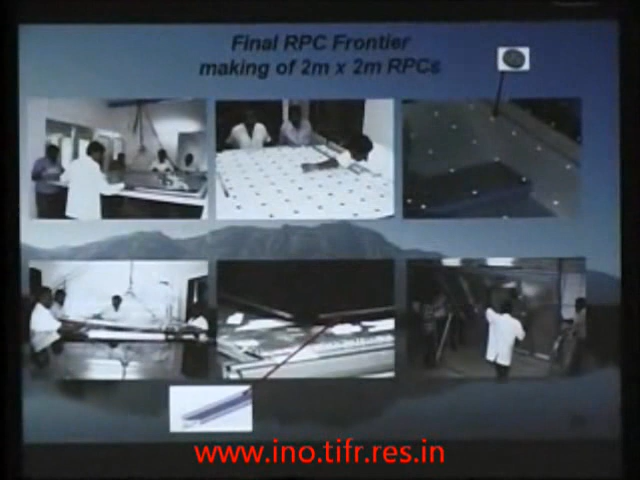 Final RPC Frontier
making of 2m x 2m RPCs
www.ino.tifr.res.in